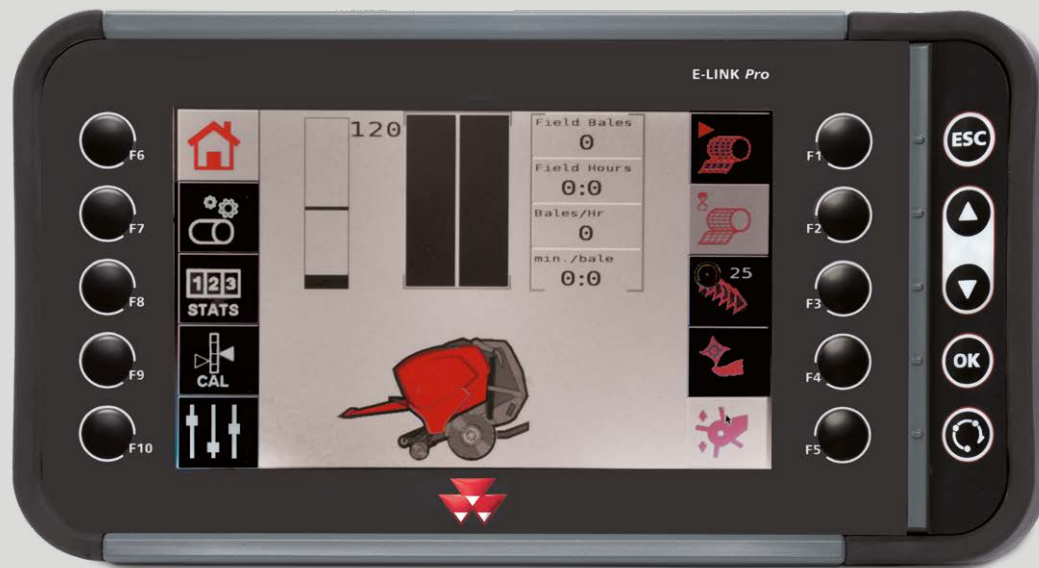 E-LINK Pro
120
Field Bales
0
Field Hours
0:0
Bales/Hr
0
min./bale
0:0
F6
F7
F8
F9
F10
123
STATS
CAL
25
F1
F2
F3
F4
F5
ESC
OK